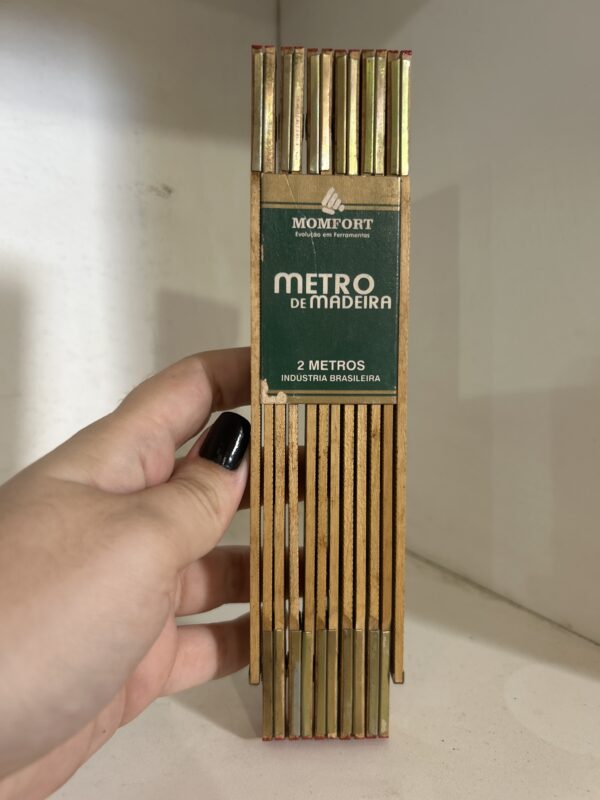 MOMFORT
Evolução em Ferramentas
METRO
DE MADEIRA
2 METROS
INDÚSTRIA BRASILEIRA